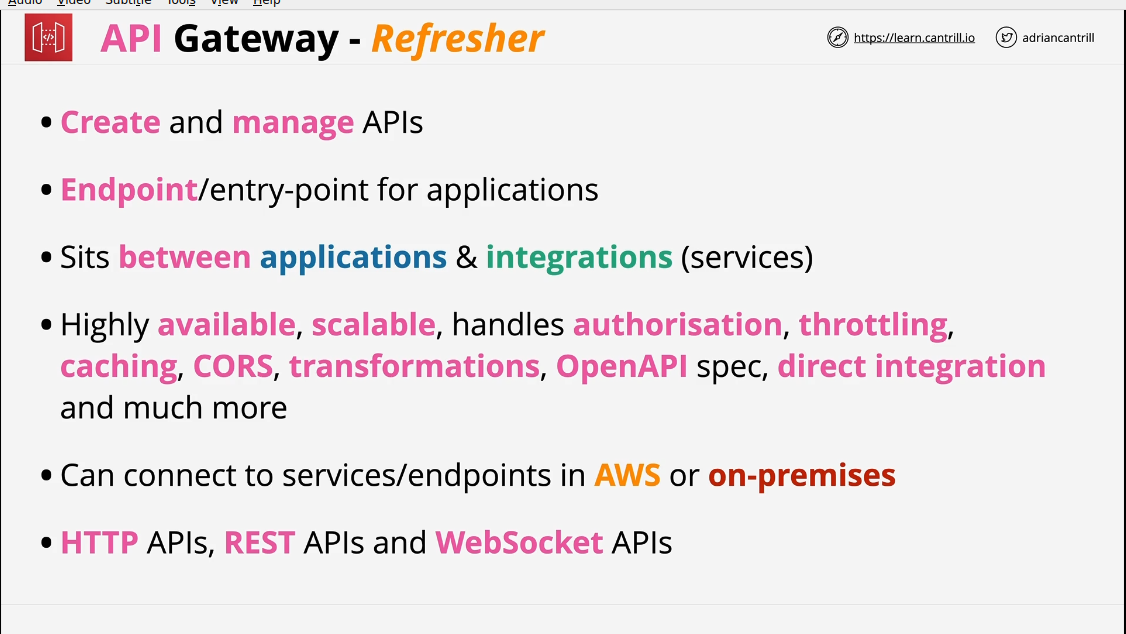 Audio Video Subtitle Tools View Help
API Gateway - Refresher
https://learn.cantrill.io
adriancantrill
• Create and manage APIs
• Endpoint/entry-point for applications
• Sits between applications & integrations (services)
• Highly available, scalable, handles authorisation, throttling,
caching, CORS, transformations, OpenAPI spec, direct integration
and much more
• Can connect to services/endpoints in AWS or on-premises
• HTTP APIs, REST APIs and WebSocket APIs